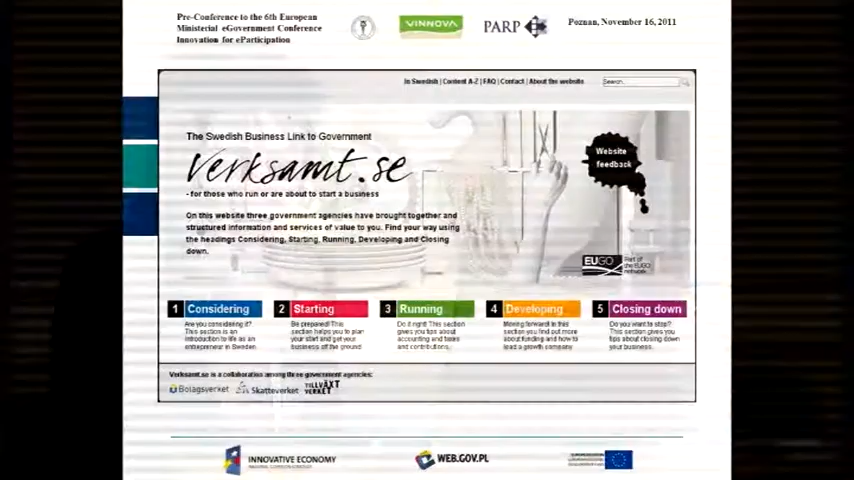 Pre-Conference to the 6th European
Ministerial eGovernment Conference
Innovation for eParticipation
VINNOVA
PARP
Poznan, November 16, 2011
In Swedish | Content A-Z | FAQ | Contact | About the website
Search...
The Swedish Business Link to Government
Verksamt.se
- for those who run or are about to start a business
Website
feedback
On this website three government agencies have brought together and
structured information and services of value to you. Find your way using
the headings Considering, Starting, Running, Developing and Closing
down.
EUGO
Part of
the EUGO
network
1 Considering
Are you considering it?
This section is an
introduction to life as an
entrepreneur in Sweden.
2 Starting
Be prepared! This
section helps you to plan
your start and get your
business off the ground
3 Running
Do it right! This section
gives you tips about
accounting and taxes
and contributions.
4 Developing
Moving forward in this
section you find out more
about funding and how to
lead a growth company
5 Closing down
Do you want to stop?
This section gives you
tips about closing down
your business.
Verksamt.se is a collaboration among three government agencies:
Bolagsverket
Skatteverket
TILLVÄXT
VERKET
INNOVATIVE ECONOMY
WEB.GOV.PL